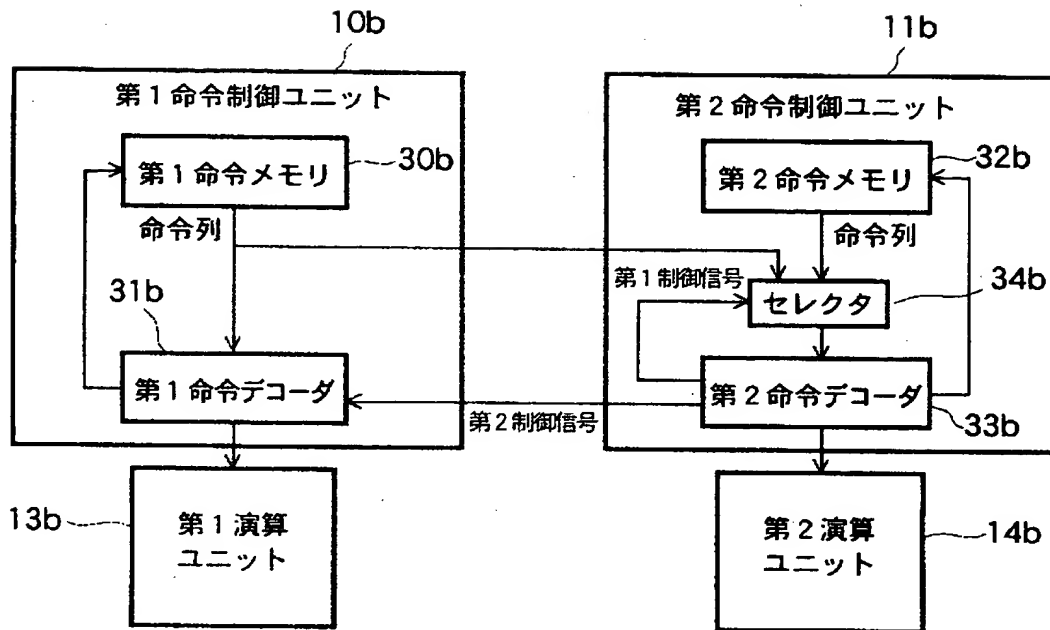 10b
11b
第1命令制御ユニット
第2命令制御ユニット
第1命令メモリ
30b
第2命令メモリ
32b
命令列
命令列
第1制御信号
セレクタ
34b
31b
第1命令デコーダ
第2命令デコーダ
第2制御信号
33b
13b
第1演算
ユニット
第2演算
ユニット
14b